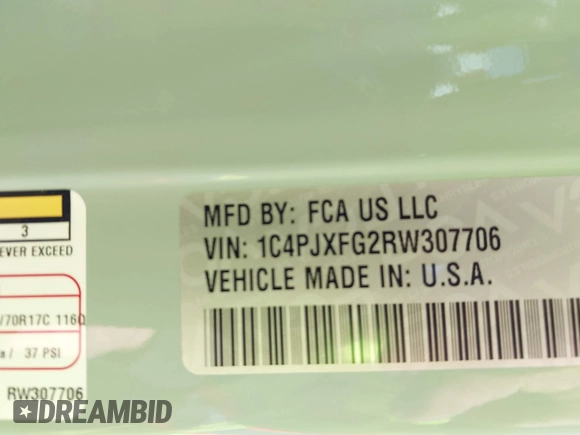 MFD BY: FCA US LLC
VIN: 1C4PJXFG2RW307706
VEHICLE MADE IN: U.S.A.
3
EVER EXCEED
/70R17C 116Q
a / 37 PSI
RW307706
DREAMBID